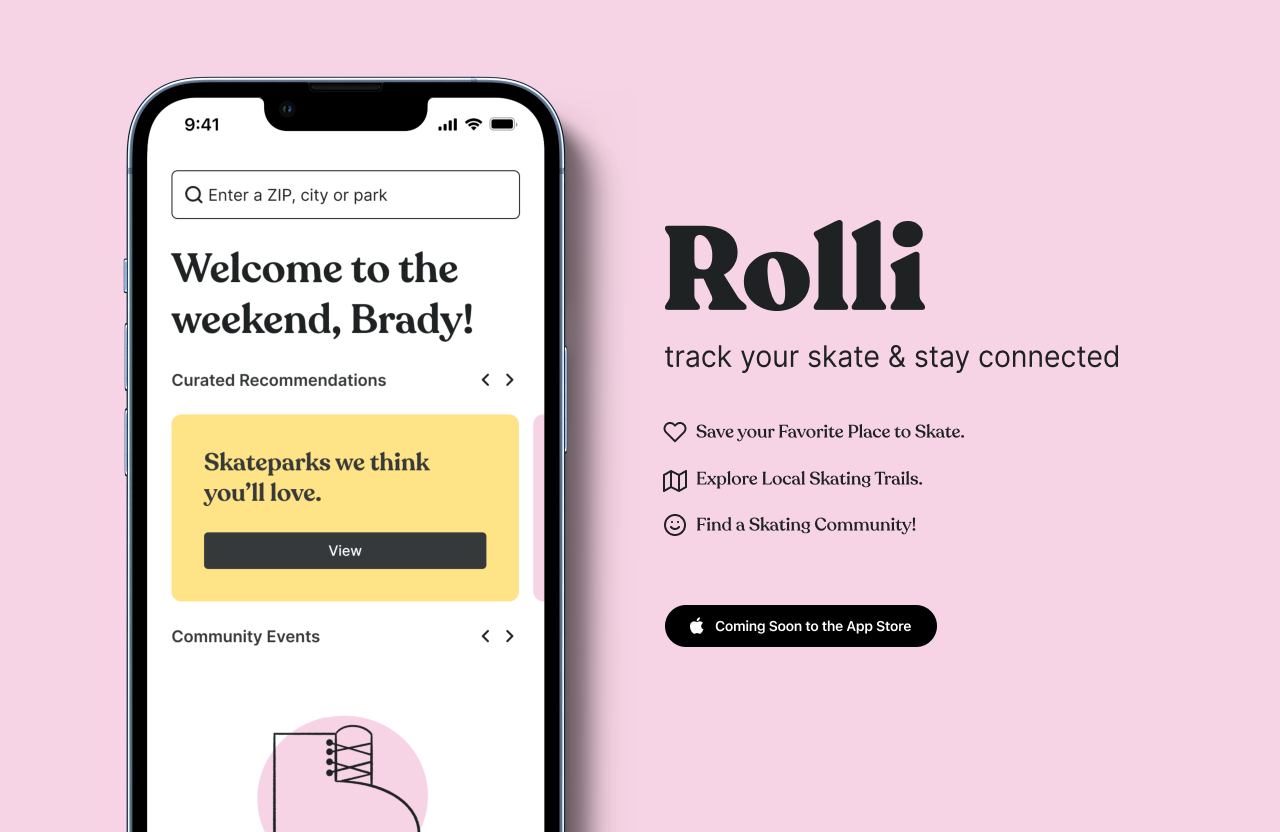 9:41
Enter a ZIP, city or park
Welcome to the
weekend, Brady!
Curated Recommendations
Skateparks we think
you’ll love.
View
Community Events
Rolli
track your skate & stay connected
Save your Favorite Place to Skate.
Explore Local Skating Trails.
Find a Skating Community!
Coming Soon to the App Store